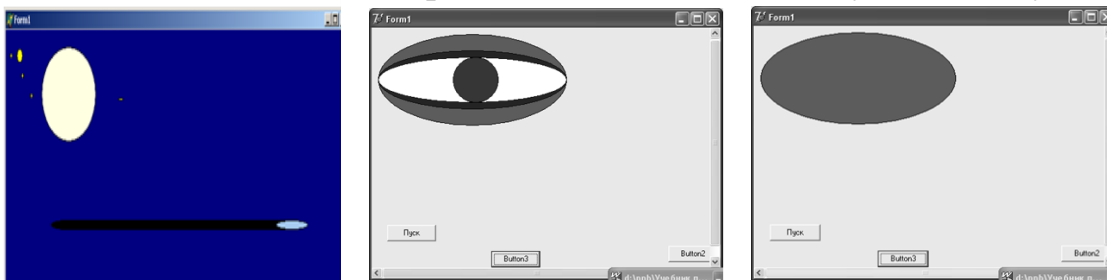 Form1
Form1
Пуск
Button3
Button2
Form1
Пуск
Button3
Button2